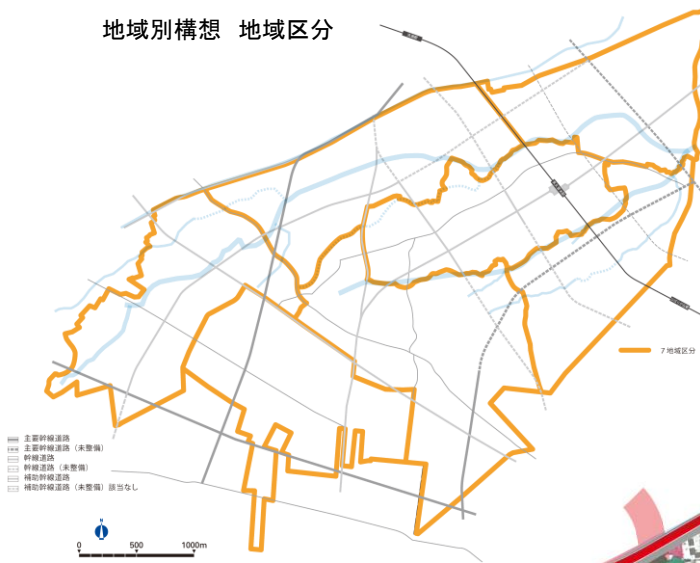 地域別構想 地域区分
7地域区分
主要幹線道路
主要幹線道路（未整備）
幹線道路
幹線道路（未整備）
補助幹線道路
補助幹線道路（未整備）該当なし
0 500 1000m